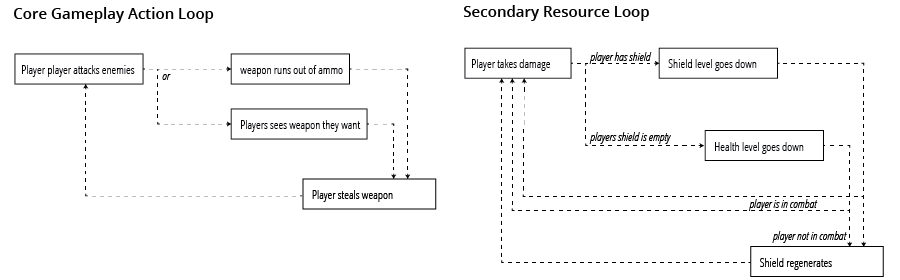 Core Gameplay Action Loop
Player player attacks enemies
or
weapon runs out of ammo
Players sees weapon they want
Player steals weapon
Secondary Resource Loop
Player takes damage
player has shield
Shield level goes down
players shield is empty
Health level goes down
player is in combat
player not in combat
Shield regenerates